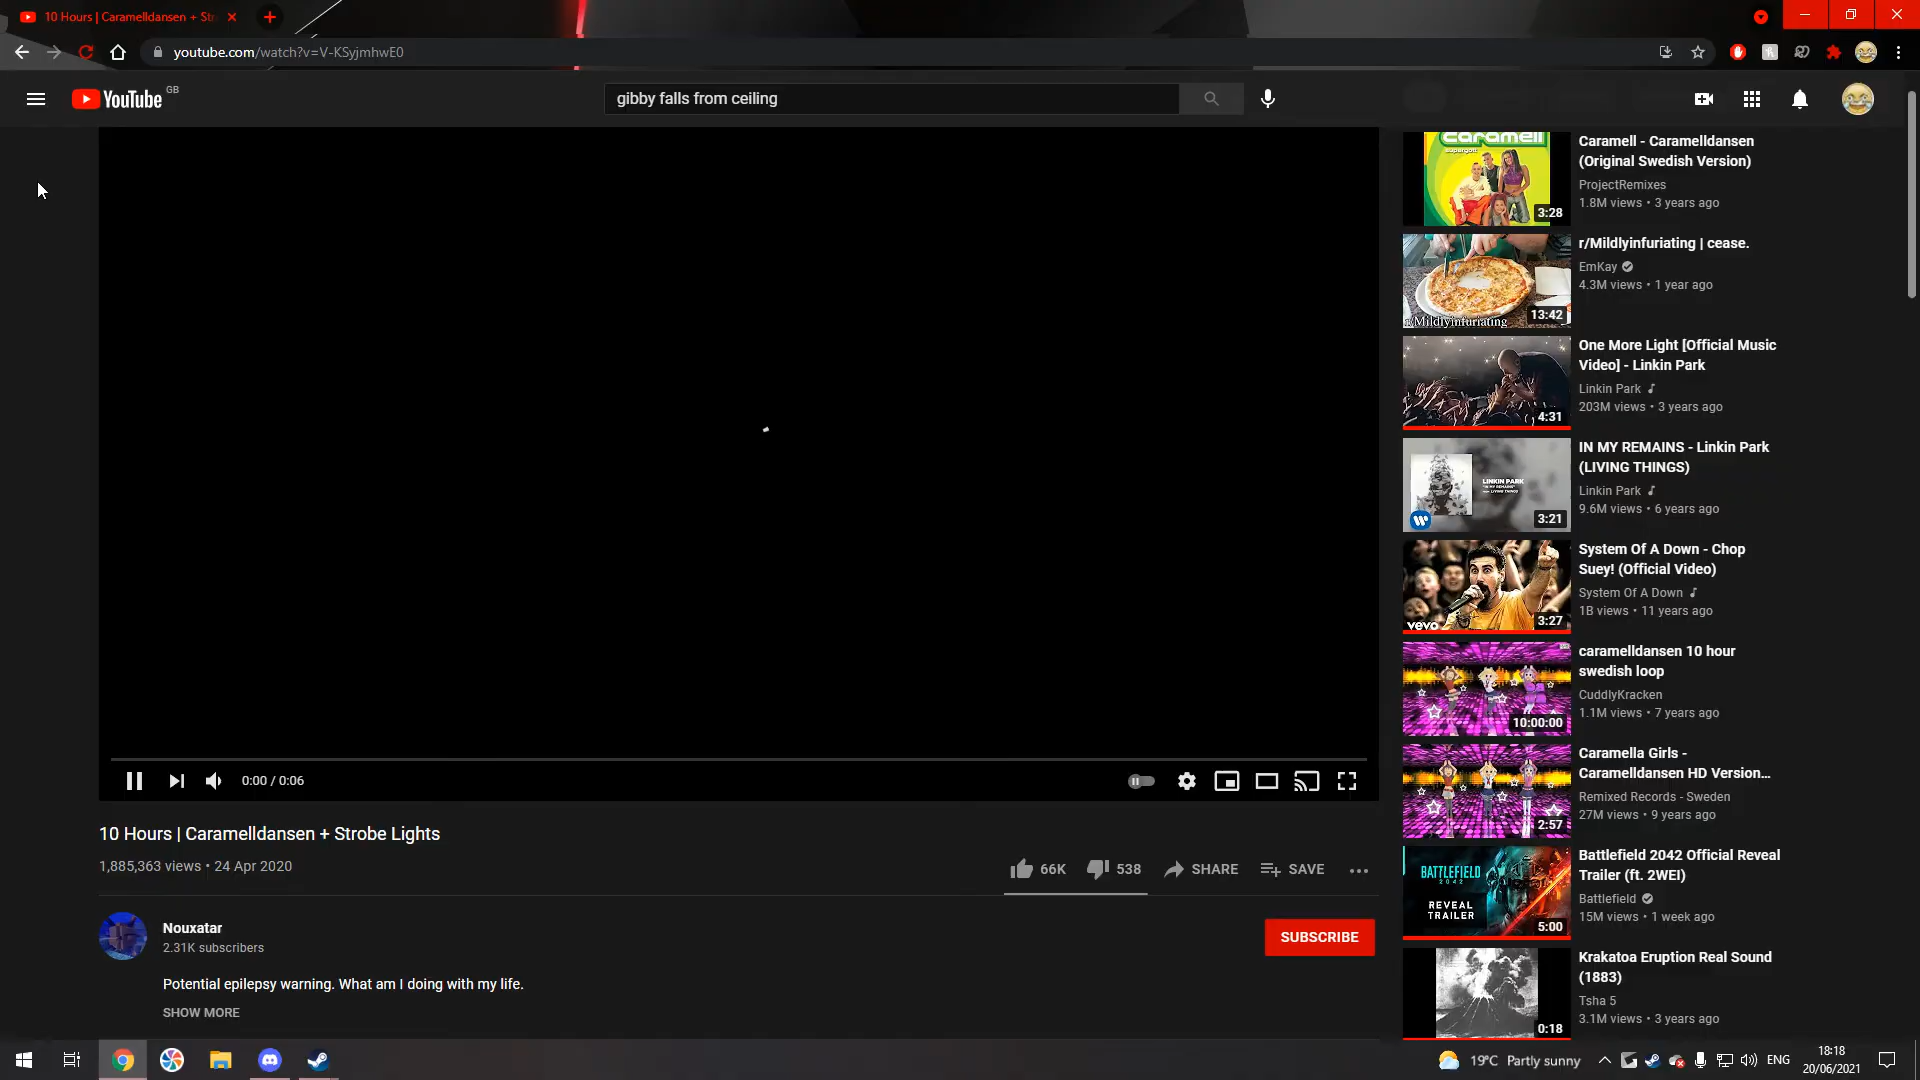 10 Hours | Caramelldansen + Str
youtube.com/watch?v=V-KSyjmhwE0
YouTube GB
gibby falls from ceiling
0:00 / 0:06
10 Hours | Caramelldansen + Strobe Lights
1,885,363 views • 24 Apr 2020
66K 538 SHARE SAVE
Nouxatar
2.31K subscribers
SUBSCRIBE
Potential epilepsy warning. What am I doing with my life.
SHOW MORE
caramell
supergott
3:28
Caramell - Caramelldansen
(Original Swedish Version)
ProjectRemixes
1.8M views • 3 years ago
r/Mildlyinfuriating
13:42
r/Mildlyinfuriating | cease.
EmKay
4.3M views • 1 year ago
4:31
One More Light [Official Music
Video] - Linkin Park
Linkin Park
203M views • 3 years ago
LINKIN PARK
3:21
IN MY REMAINS - Linkin Park
(LIVING THINGS)
Linkin Park
9.6M views • 6 years ago
vevo
3:27
System Of A Down - Chop
Suey! (Official Video)
System Of A Down
1B views • 11 years ago
10:00:00
caramelldansen 10 hour
swedish loop
CuddlyKracken
1.1M views • 7 years ago
2:57
Caramella Girls -
Caramelldansen HD Version...
Remixed Records - Sweden
27M views • 9 years ago
BATTLEFIELD
2042
REVEAL
TRAILER
5:00
Battlefield 2042 Official Reveal
Trailer (ft. 2WEI)
Battlefield
15M views • 1 week ago
0:18
Krakatoa Eruption Real Sound
(1883)
Tsha 5
3.1M views • 3 years ago
19°C Partly sunny
ENG
18:18
20/06/2021